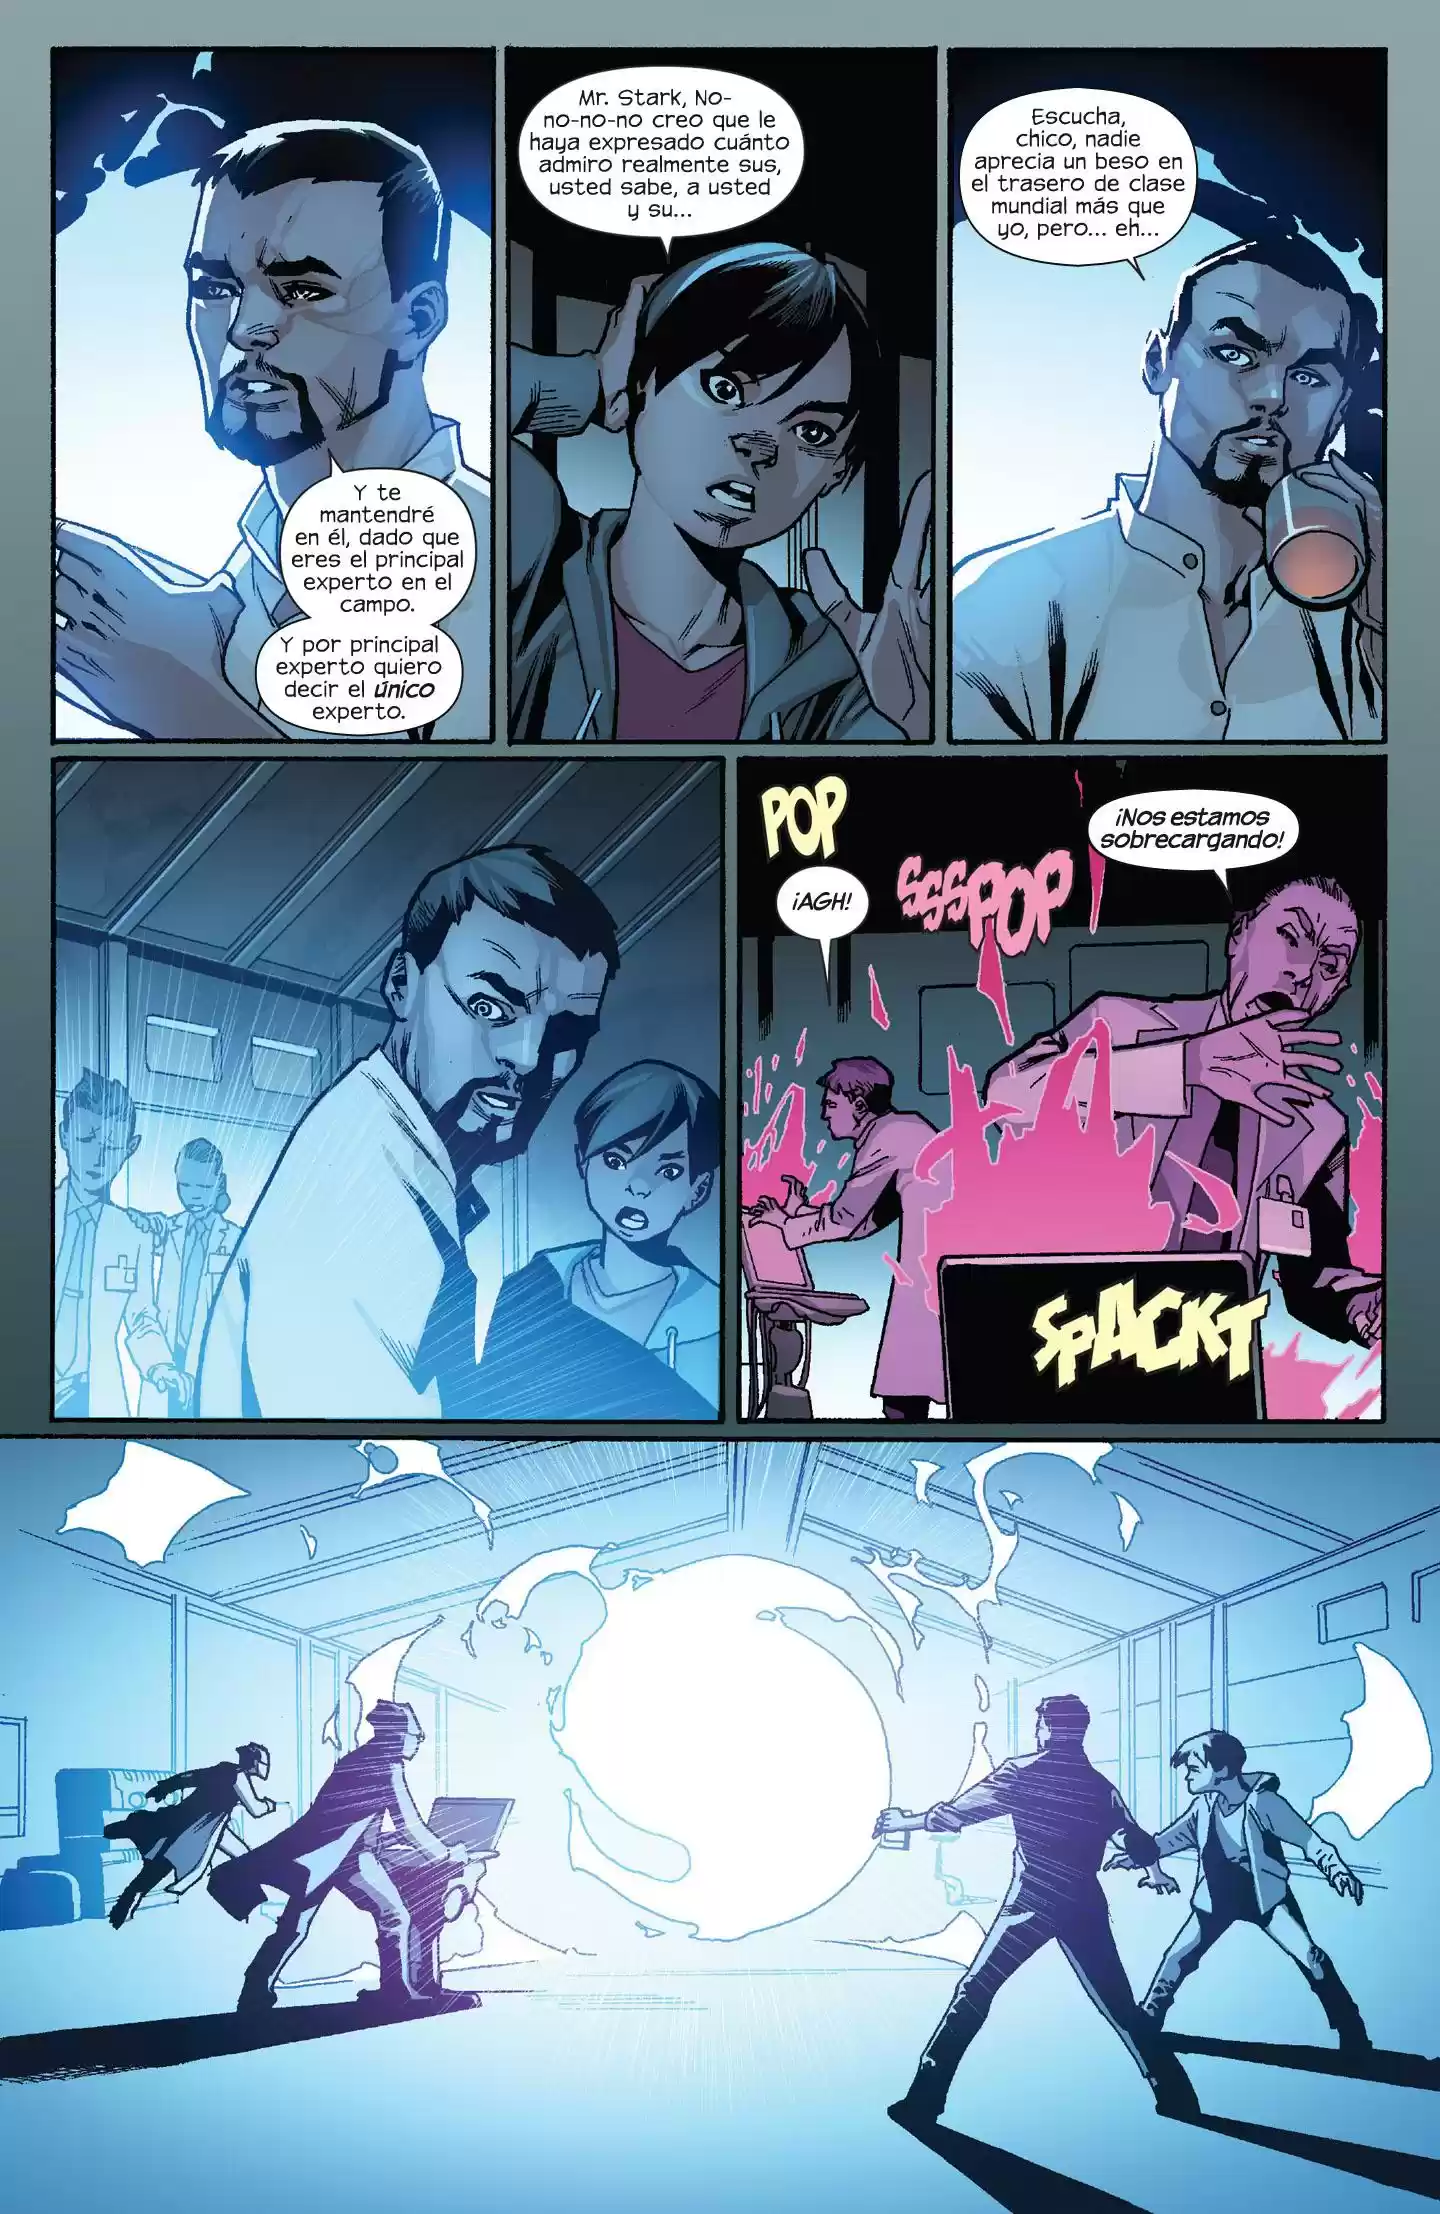 Y te
mantendré
en él, dado que
eres el principal
experto en el
campo.
Y por principal
experto quiero
decir el único
experto.
Mr. Stark, No-
no-no-no creo que le
haya expresado cuánto
admiro realmente sus,
usted sabe, a usted
y su...
Escucha,
chico, nadie
aprecia un beso en
el trasero de clase
mundial más que
yo, pero... eh...
POP
¡AGH!
SSSPOP
¡Nos estamos
sobrecargando!
SPACKT